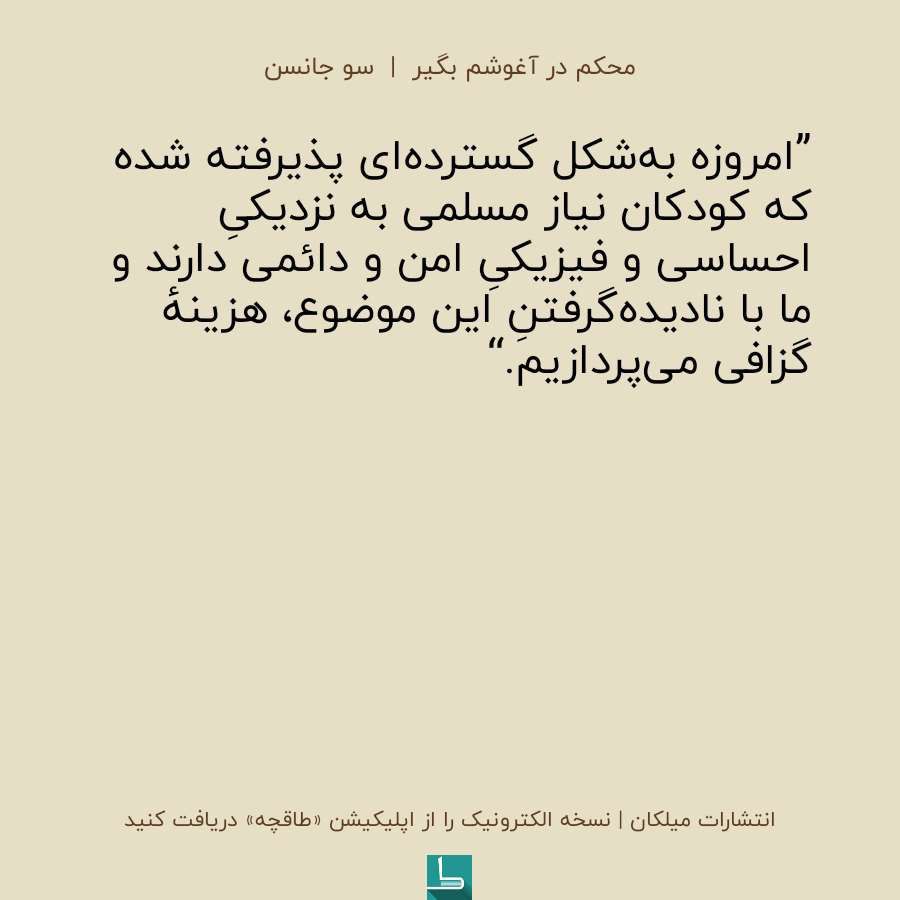 محکم در آغوشم بگیر | سو جانسن
”امروزه به‌شکل گسترده‌ای پذیرفته شده
که کودکان نیاز مسلمی به نزدیکیِ
احساسی و فیزیکیِ امن و دائمی دارند و
ما با نادیده‌گرفتنِ این موضوع، هزینهٔ
گزافی می‌پردازیم.“
انتشارات میلکان | نسخه الکترونیک را از اپلیکیشن «طاقچه» دریافت کنید